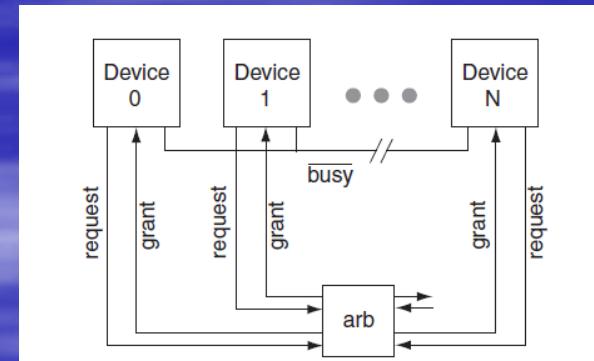 Device
0
Device
1
Device
N
busy
request
grant
request
grant
grant
request
arb